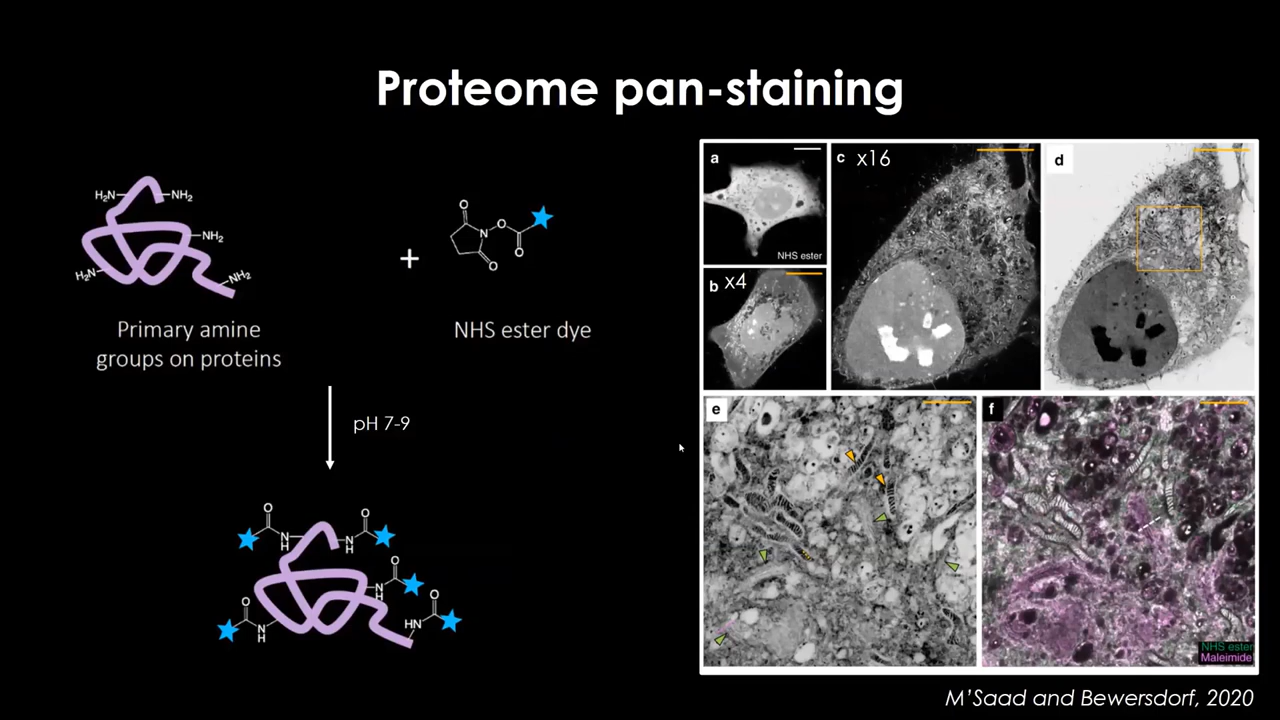 Proteome pan-staining
H₂N
NH₂
NH₂
H₂N
NH₂
Primary amine
groups on proteins
+
O
N
O
O
O
NHS ester dye
pH 7-9
O
N
H
O
N
H
O
N
H
O
N
H
O
HN
a
NHS ester
b x4
c x16
d
e
f
NHS ester
Maleimide
M'Saad and Bewersdorf, 2020